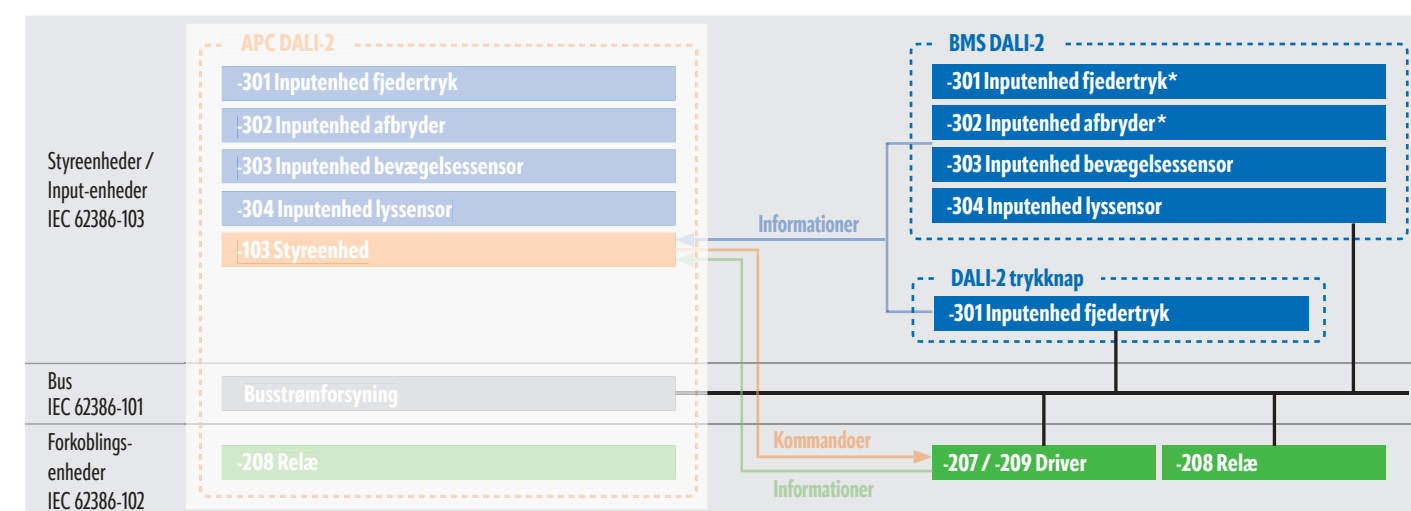 Styreenheder /
Input-enheder
IEC 62386-103
APC DALI-2
-301 Inputenhed fjedertryk
-302 Inputenhed afbryder
-303 Inputenhed bevægelsessensor
-304 Inputenhed lyssensor
-103 Styreenhed
Informationer
BMS DALI-2
-301 Inputenhed fjedertryk*
-302 Inputenhed afbryder*
-303 Inputenhed bevægelsessensor
-304 Inputenhed lyssensor
DALI-2 trykknap
-301 Inputenhed fjedertryk
Bus
IEC 62386-101
Busstrømforsyning
Forkoblings-
enheder
IEC 62386-102
-208 Relæ
Kommandoer
Informationer
-207 / -209 Driver
-208 Relæ